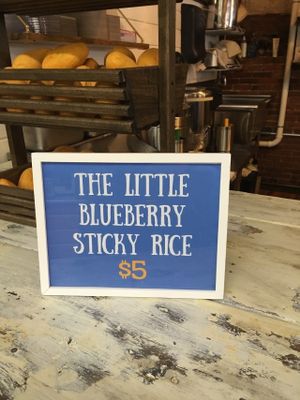 THE LITTLE
BLUEBERRY
STICKY RICE
$5